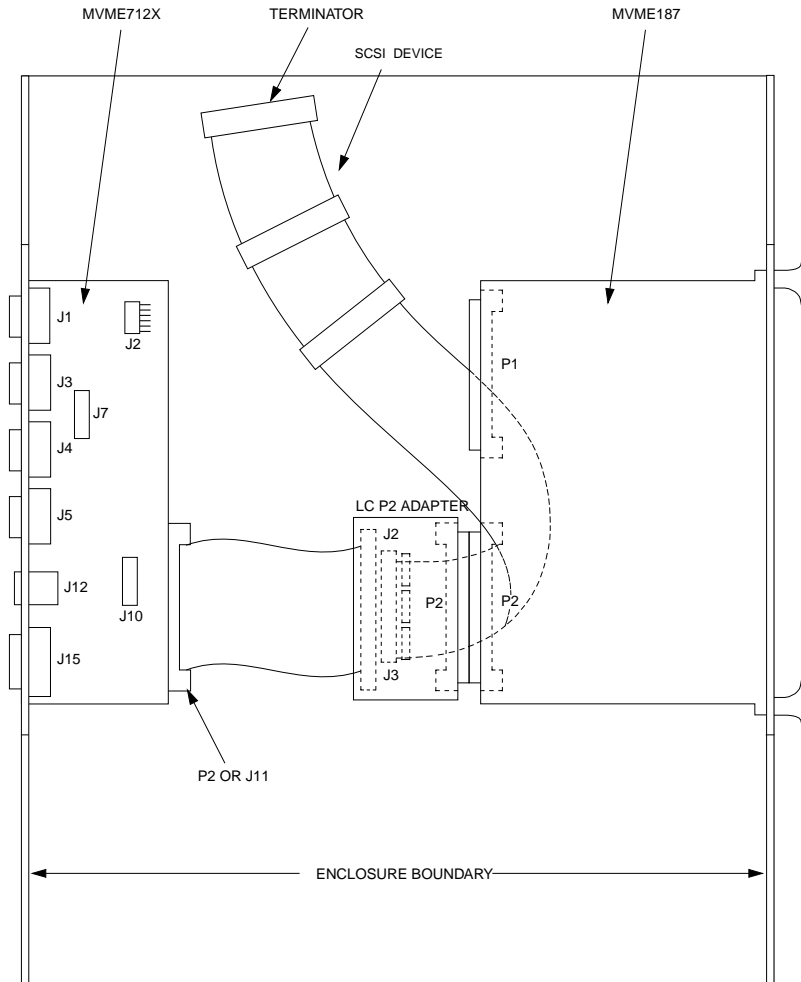 MVME712X
TERMINATOR
MVME187
SCSI DEVICE
J1
J2
J3
P1
J7
J4
LC P2 ADAPTER
J5
J2
J12
P2
P2
J10
J15
J3
P2 OR J11
ENCLOSURE BOUNDARY